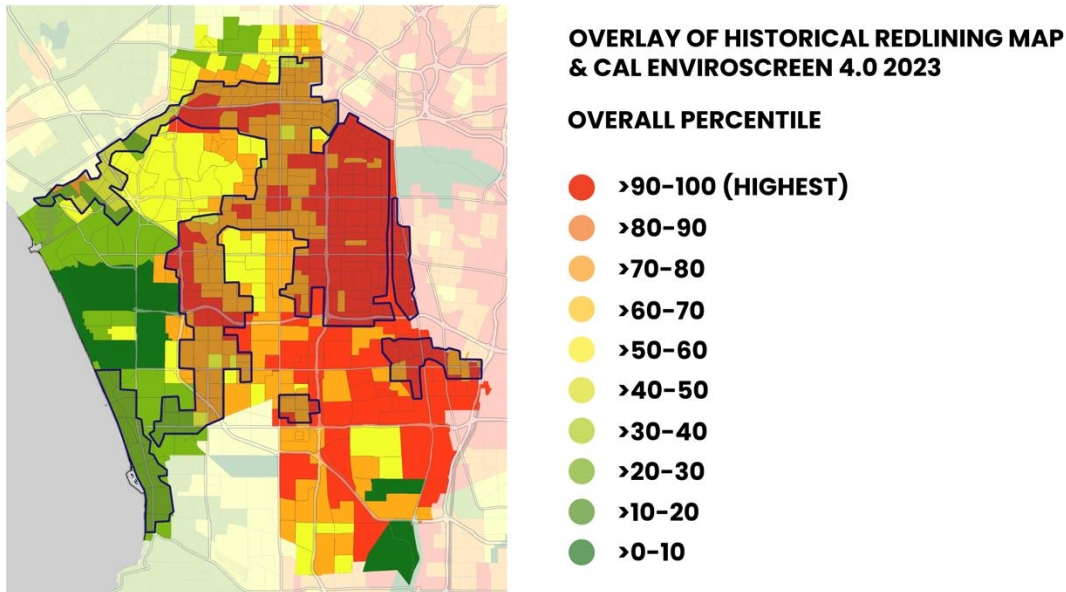 OVERLAY OF HISTORICAL REDLINING MAP
& CAL ENVIROSCREEN 4.0 2023
OVERALL PERCENTILE
>90-100 (HIGHEST)
>80-90
>70-80
>60-70
>50-60
>40-50
>30-40
>20-30
>10-20
>0-10